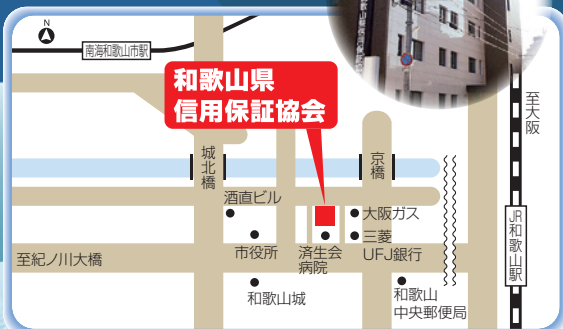 N
南海和歌山市駅
和歌山県
信用保証協会
至大阪
城北橋
京橋
酒直ビル
大阪ガス
市役所
済生会
病院
三菱
UFJ銀行
JR和歌山駅
至紀ノ川大橋
和歌山城
和歌山
中央郵便局